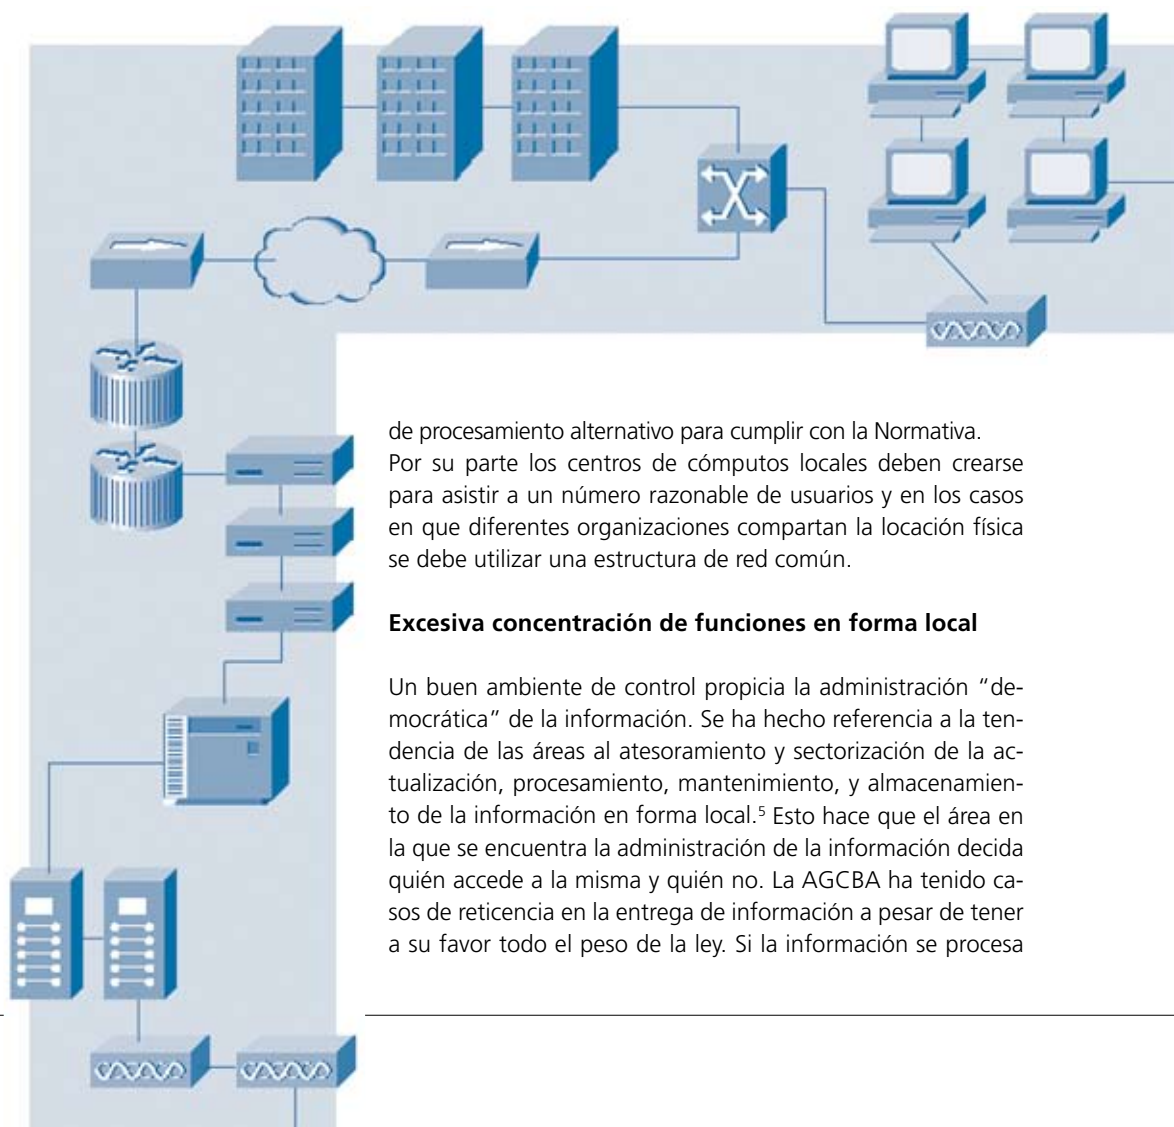 de procesamiento alternativo para cumplir con la Normativa.
Por su parte los centros de cómputos locales deben crearse
para asistir a un número razonable de usuarios y en los casos
en que diferentes organizaciones compartan la locación física
se debe utilizar una estructura de red común.
Excesiva concentración de funciones en forma local
Un buen ambiente de control propicia la administración “de-
mocrática” de la información. Se ha hecho referencia a la ten-
dencia de las áreas al atesoramiento y sectorización de la ac-
tualización, procesamiento, mantenimiento, y almacenamien-
to de la información en forma local.⁵ Esto hace que el área en
la que se encuentra la administración de la información decida
quién accede a la misma y quién no. La AGCBA ha tenido ca-
sos de reticencia en la entrega de información a pesar de tener
a su favor todo el peso de la ley. Si la información se procesa